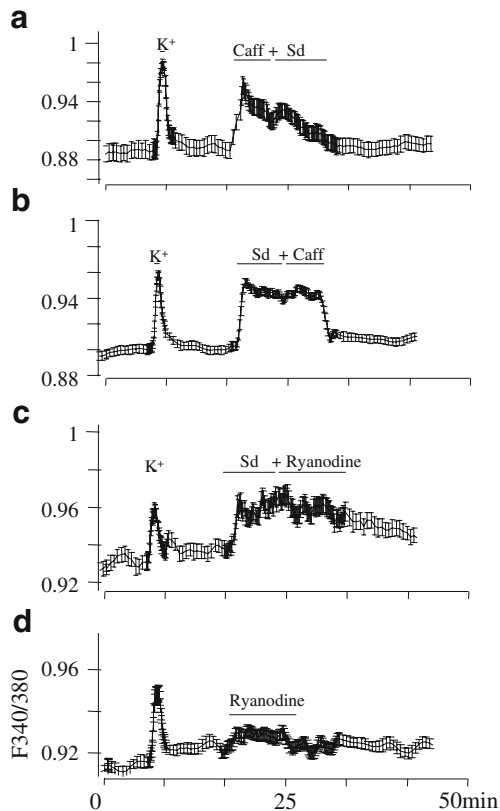 a
1
0.94
0.88
K⁺
Caff + Sd
b
1
0.94
0.88
K⁺
Sd + Caff
c
1
0.96
0.92
K⁺
Sd + Ryanodine
d
0.96
0.92
F340/380
K⁺
Ryanodine
0 25 50min